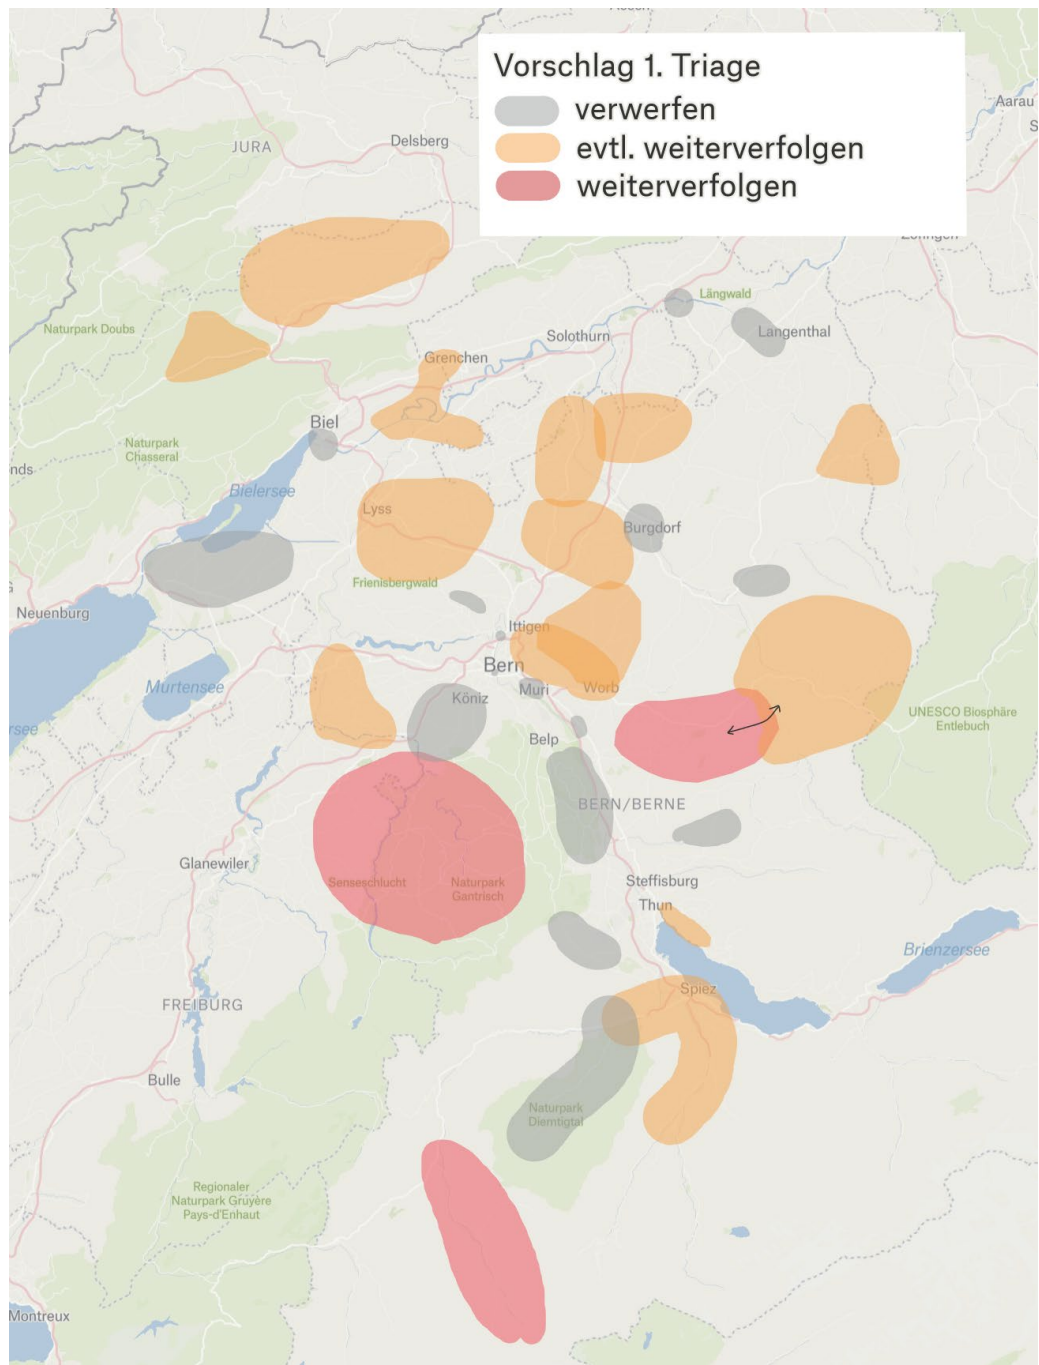 Vorschlag 1. Triage
verwerfen
evtl. weiterverfolgen
weiterverfolgen
Aarau
JURA
Delsberg
Längwald
Naturpark Doubs
Solothurn
Langenthal
Grenchen
Biel
Naturpark
Chasseral
nds
Bielersee
Lyss
Burgdorf
Frienisbergwald
Neuenburg
Ittigen
Bern
Murtensee
Köniz
Muri
Worb
UNESCO Biosphäre
Entlebuch
rsee
Belp
BERN/BERNE
Glanewiler
Senseschlucht
Naturpark
Gantrisch
Steffisburg
Thun
Brienzersee
Spiez
FREIBURG
Bulle
Naturpark
Diemtigtal
Regionaler
Naturpark Gruyère
Pays-d'Enhaut
Montreux